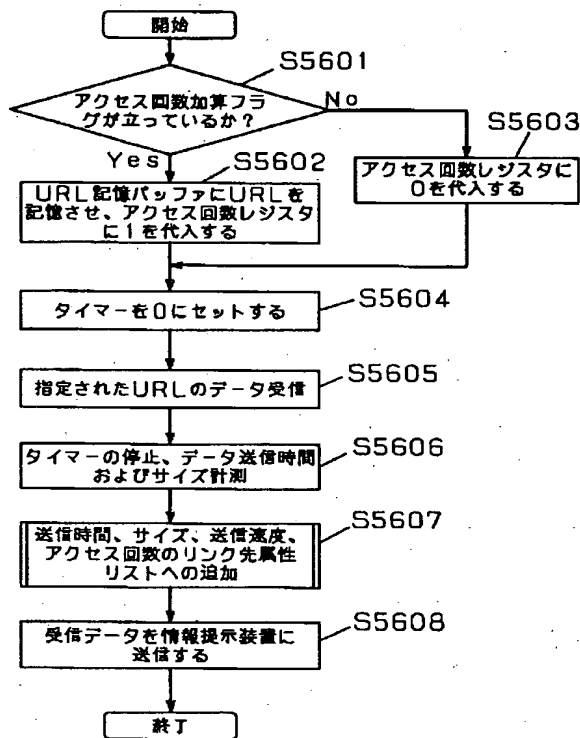 開始
S5601
アクセス回数加算フラ
グが立っているか？
No
Yes
S5602
S5603
URL記憶バッファにURLを
記憶させ、アクセス回数レジスタ
に1を代入する
アクセス回数レジスタに
0を代入する
S5604
タイマーを0にセットする
S5605
指定されたURLのデータ受信
S5606
タイマーの停止、データ送信時間
およびサイズ計測
S5607
送信時間、サイズ、送信速度、
アクセス回数のリンク先属性
リストへの追加
S5608
受信データを情報提示装置に
送信する
終了